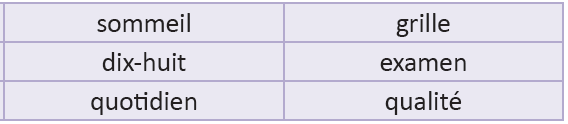 sommeil grille
dix-huit examen
quotidien qualité